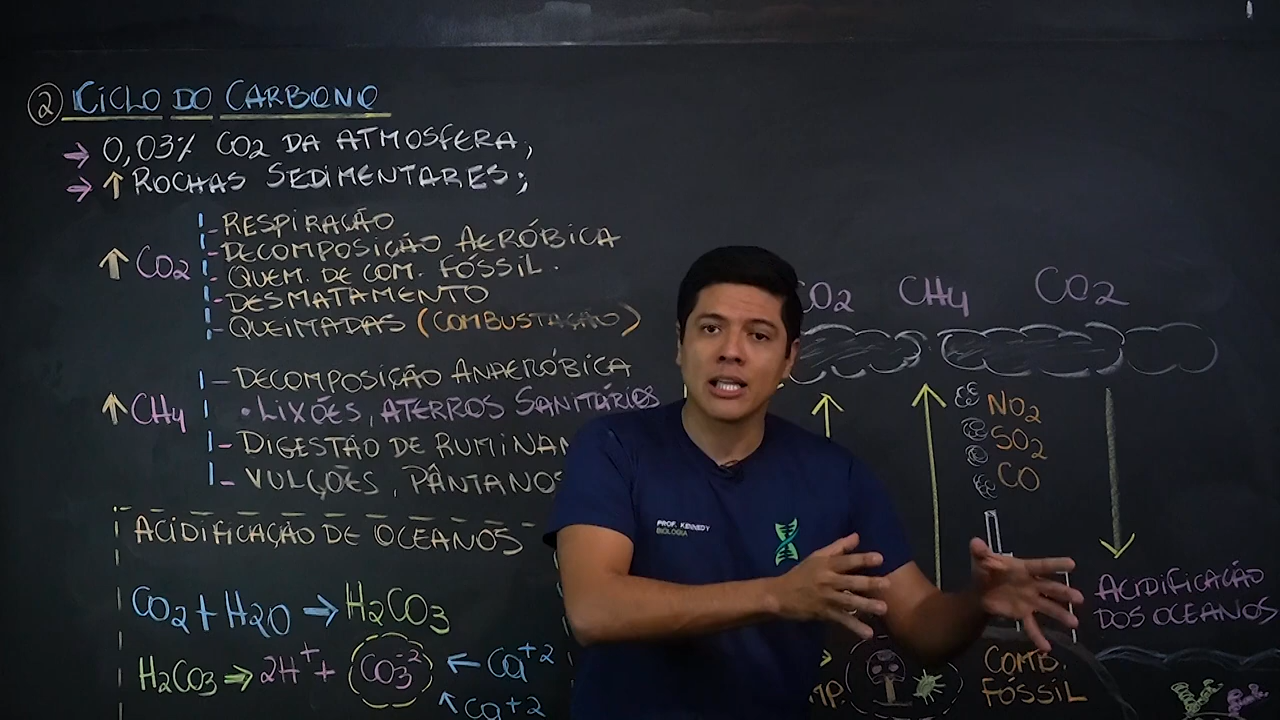 2 CICLO DO CARBONO
→ 0,03% CO2 DA ATMOSFERA,
→ ↑ ROCHAS SEDIMENTARES;
↑ CO2
- RESPIRAÇÃO
- DECOMPOSIÇÃO AERÓBICA
- QUEM. DE COM. FÓSSIL.
- DESMATAMENTO
- QUEIMADAS (COMBUSTAÇÃO)
↑ CH4
- DECOMPOSIÇÃO ANAERÓBICA
• LIXÕES, ATERROS SANITÁRIOS
- DIGESTÃO DE RUMINAN
- VULÇÕES, PÂNTANOS
ACIDIFICAÇÃO DE OCEANOS
CO2 + H2O → H2CO3
H2CO3 → 2H+ + CO3-2 ← Ca+2
← Ca+2
PROF. KENNEDY
BIOLOGIA
CO2 CH4 CO2
NO2
SO2
CO
ACIDIFICAÇÃO
DOS OCEANOS
COMB.
FÓSSIL